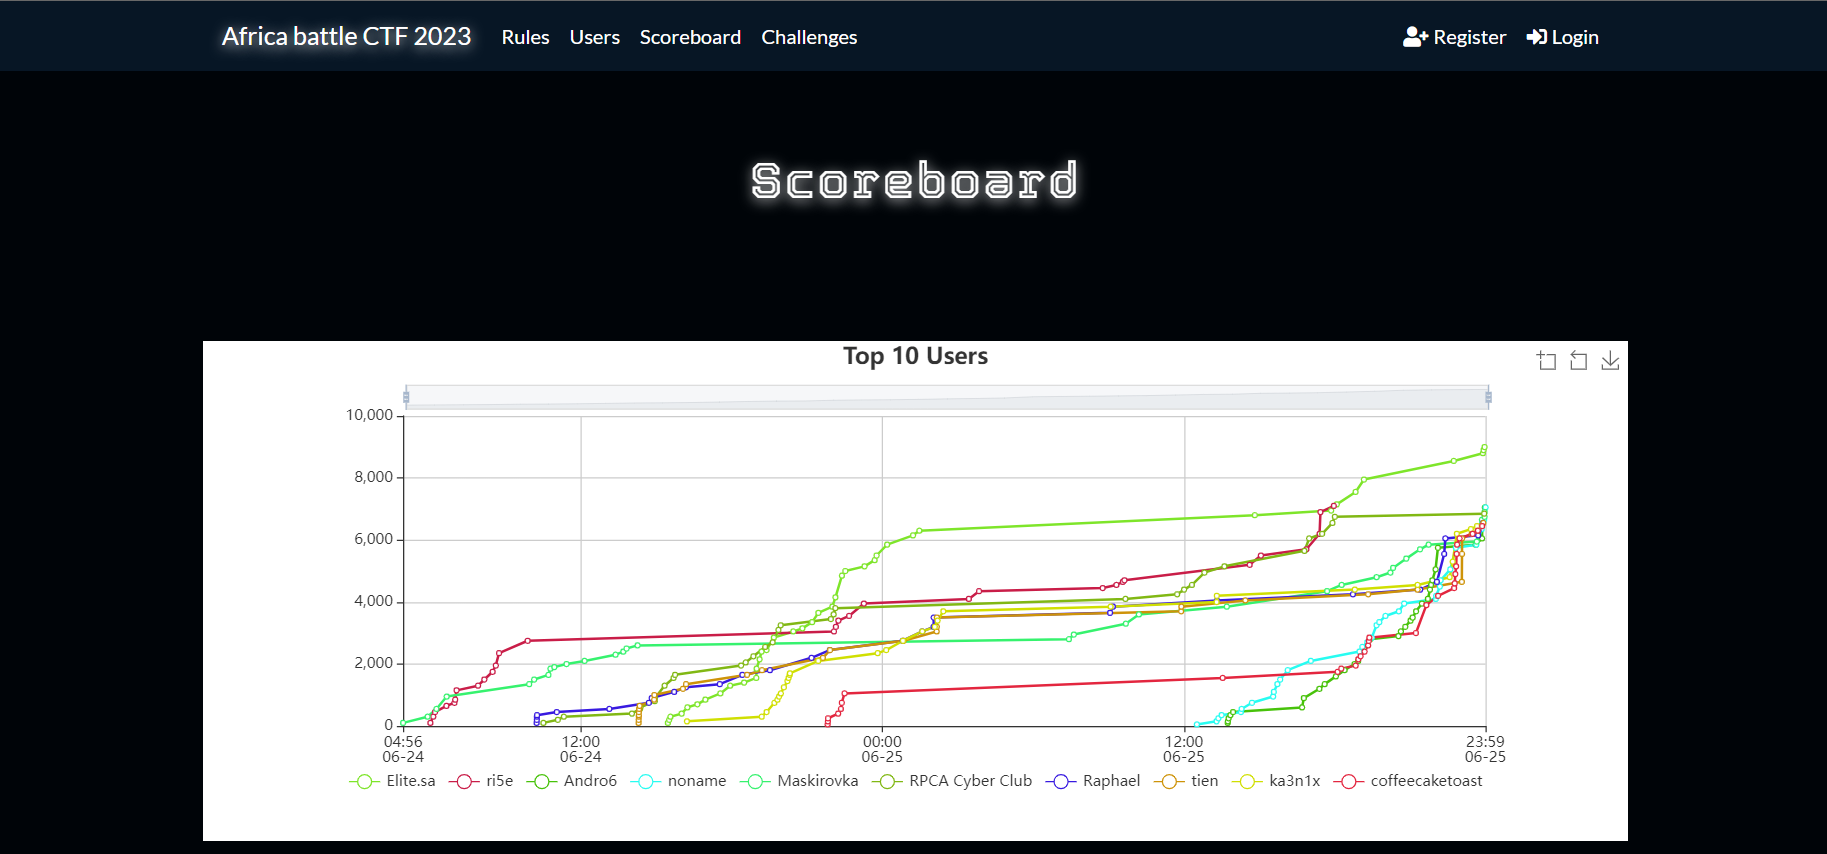 Africa battle CTF 2023 Rules Users Scoreboard Challenges Register Login
Scoreboard
Top 10 Users
10,000
8,000
6,000
4,000
2,000
0
04:56 12:00 00:00 12:00 23:59
06-24 06-24 06-25 06-25 06-25
Elite.sa ri5e Andro6 noname Maskirovka RPCA Cyber Club Raphael tien ka3n1x coffeecaketoast